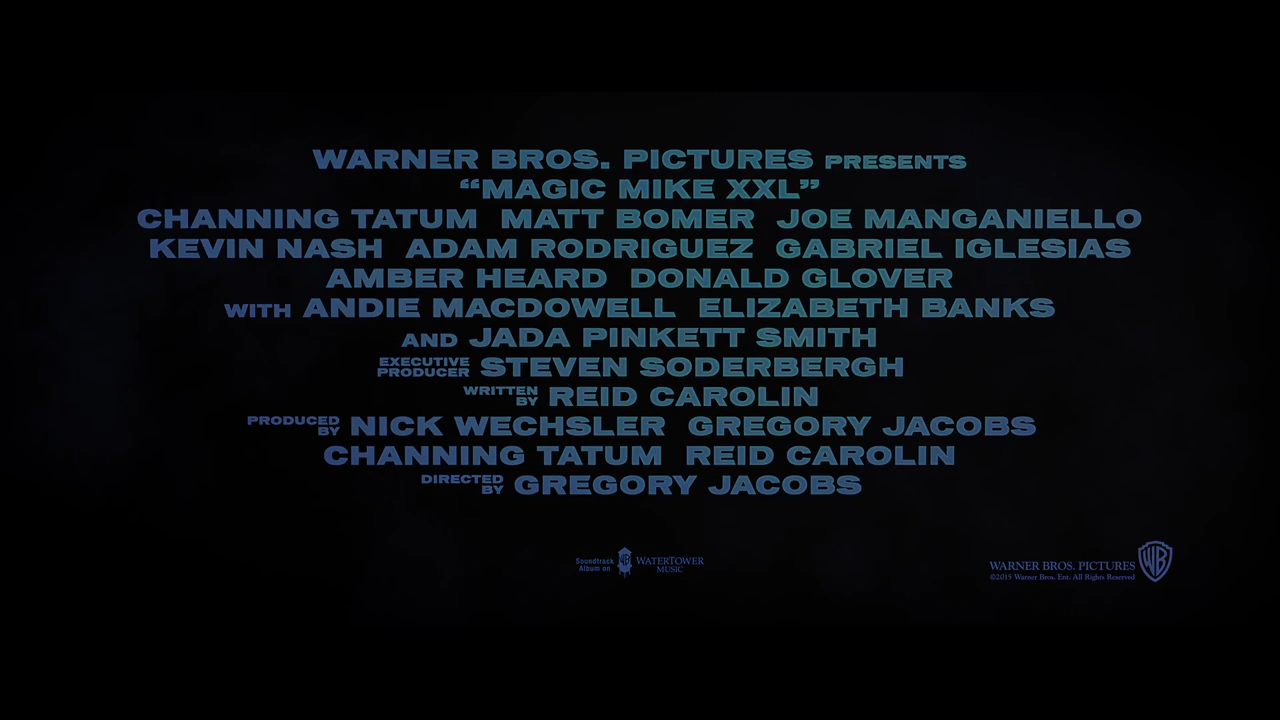 WARNER BROS. PICTURES PRESENTS
“MAGIC MIKE XXL”
CHANNING TATUM MATT BOMER JOE MANGANIELLO
KEVIN NASH ADAM RODRIGUEZ GABRIEL IGLESIAS
AMBER HEARD DONALD GLOVER
WITH ANDIE MACDOWELL ELIZABETH BANKS
AND JADA PINKETT SMITH
EXECUTIVE PRODUCER STEVEN SODERBERGH
WRITTEN BY REID CAROLIN
PRODUCED BY NICK WECHSLER GREGORY JACOBS
CHANNING TATUM REID CAROLIN
DIRECTED BY GREGORY JACOBS
Soundtrack Album on WB WATERTOWER MUSIC
WARNER BROS. PICTURES WB
©2015 Warner Bros. Ent. All Rights Reserved